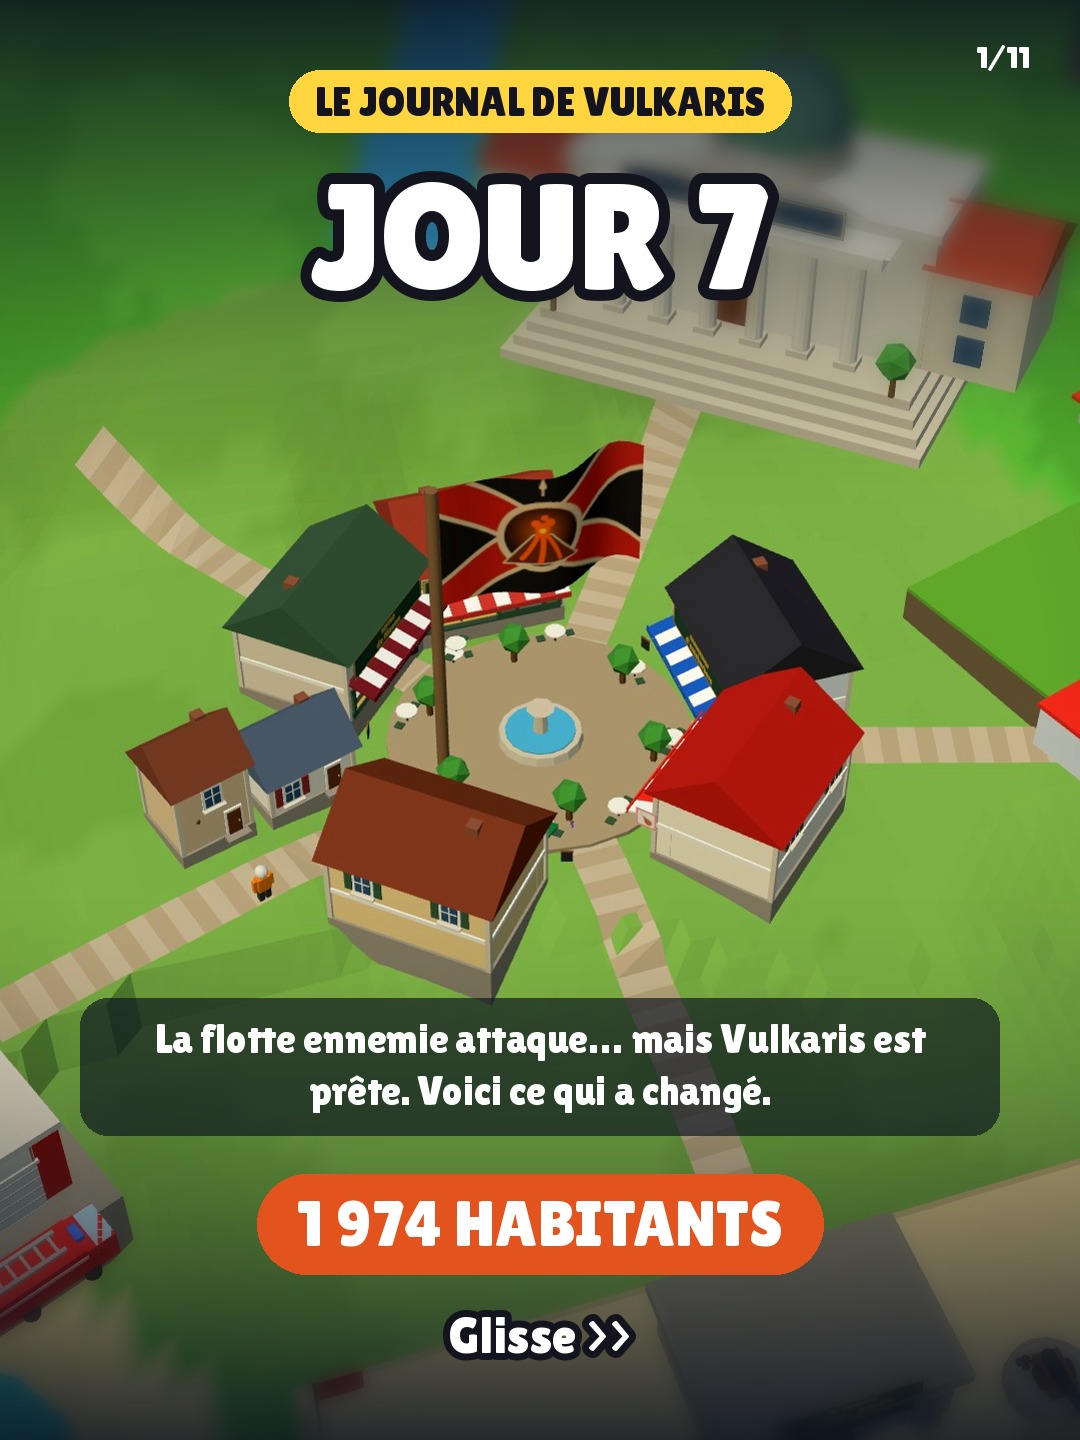 1/11
LE JOURNAL DE VULKARIS
JOUR 7
La flotte ennemie attaque... mais Vulkaris est
prête. Voici ce qui a changé.
1 974 HABITANTS
Glisse >>